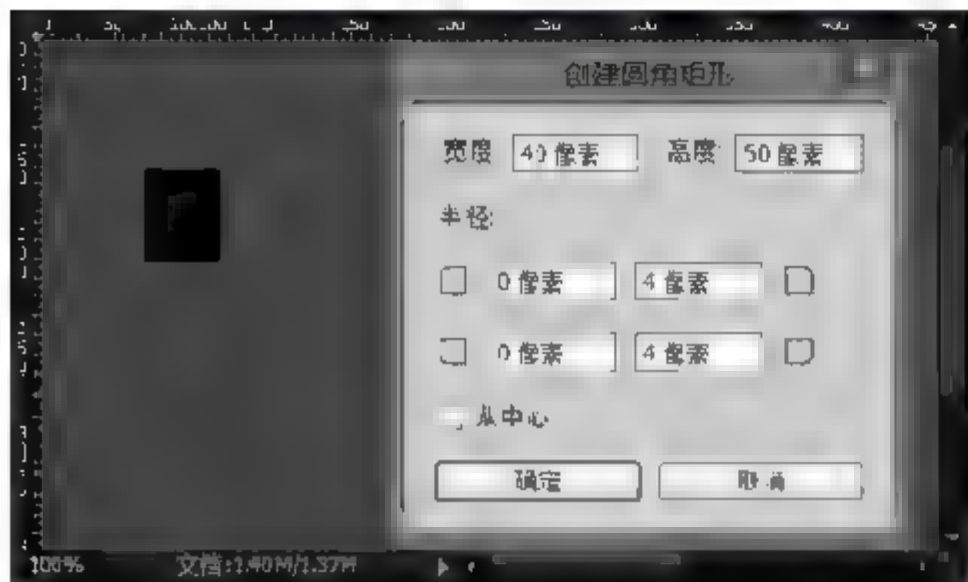 创建圆角矩形
宽度 40 像素 高度: 50 像素
半径:
0 像素 4 像素
0 像素 4 像素
从中心
确定 取消
100% 文档:1.40M/1.37M